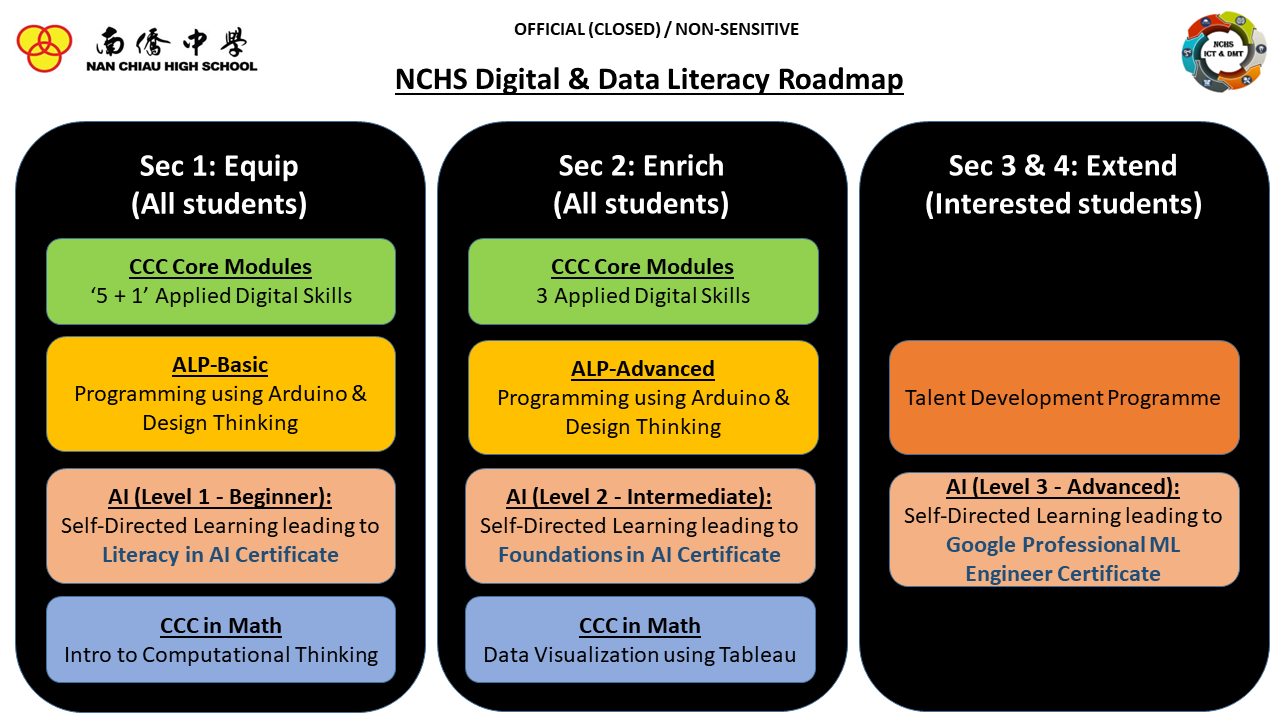 OFFICIAL (CLOSED) / NON-SENSITIVE
南僑中學
NAN CHIAU HIGH SCHOOL
NCHS
ICT & DMT
NCHS Digital & Data Literacy Roadmap
Sec 1: Equip
(All students)
CCC Core Modules
‘5 + 1’ Applied Digital Skills
ALP-Basic
Programming using Arduino &
Design Thinking
AI (Level 1 - Beginner):
Self-Directed Learning leading to
Literacy in AI Certificate
CCC in Math
Intro to Computational Thinking
Sec 2: Enrich
(All students)
CCC Core Modules
3 Applied Digital Skills
ALP-Advanced
Programming using Arduino &
Design Thinking
AI (Level 2 - Intermediate):
Self-Directed Learning leading to
Foundations in AI Certificate
CCC in Math
Data Visualization using Tableau
Sec 3 & 4: Extend
(Interested students)
Talent Development Programme
AI (Level 3 - Advanced):
Self-Directed Learning leading to
Google Professional ML
Engineer Certificate